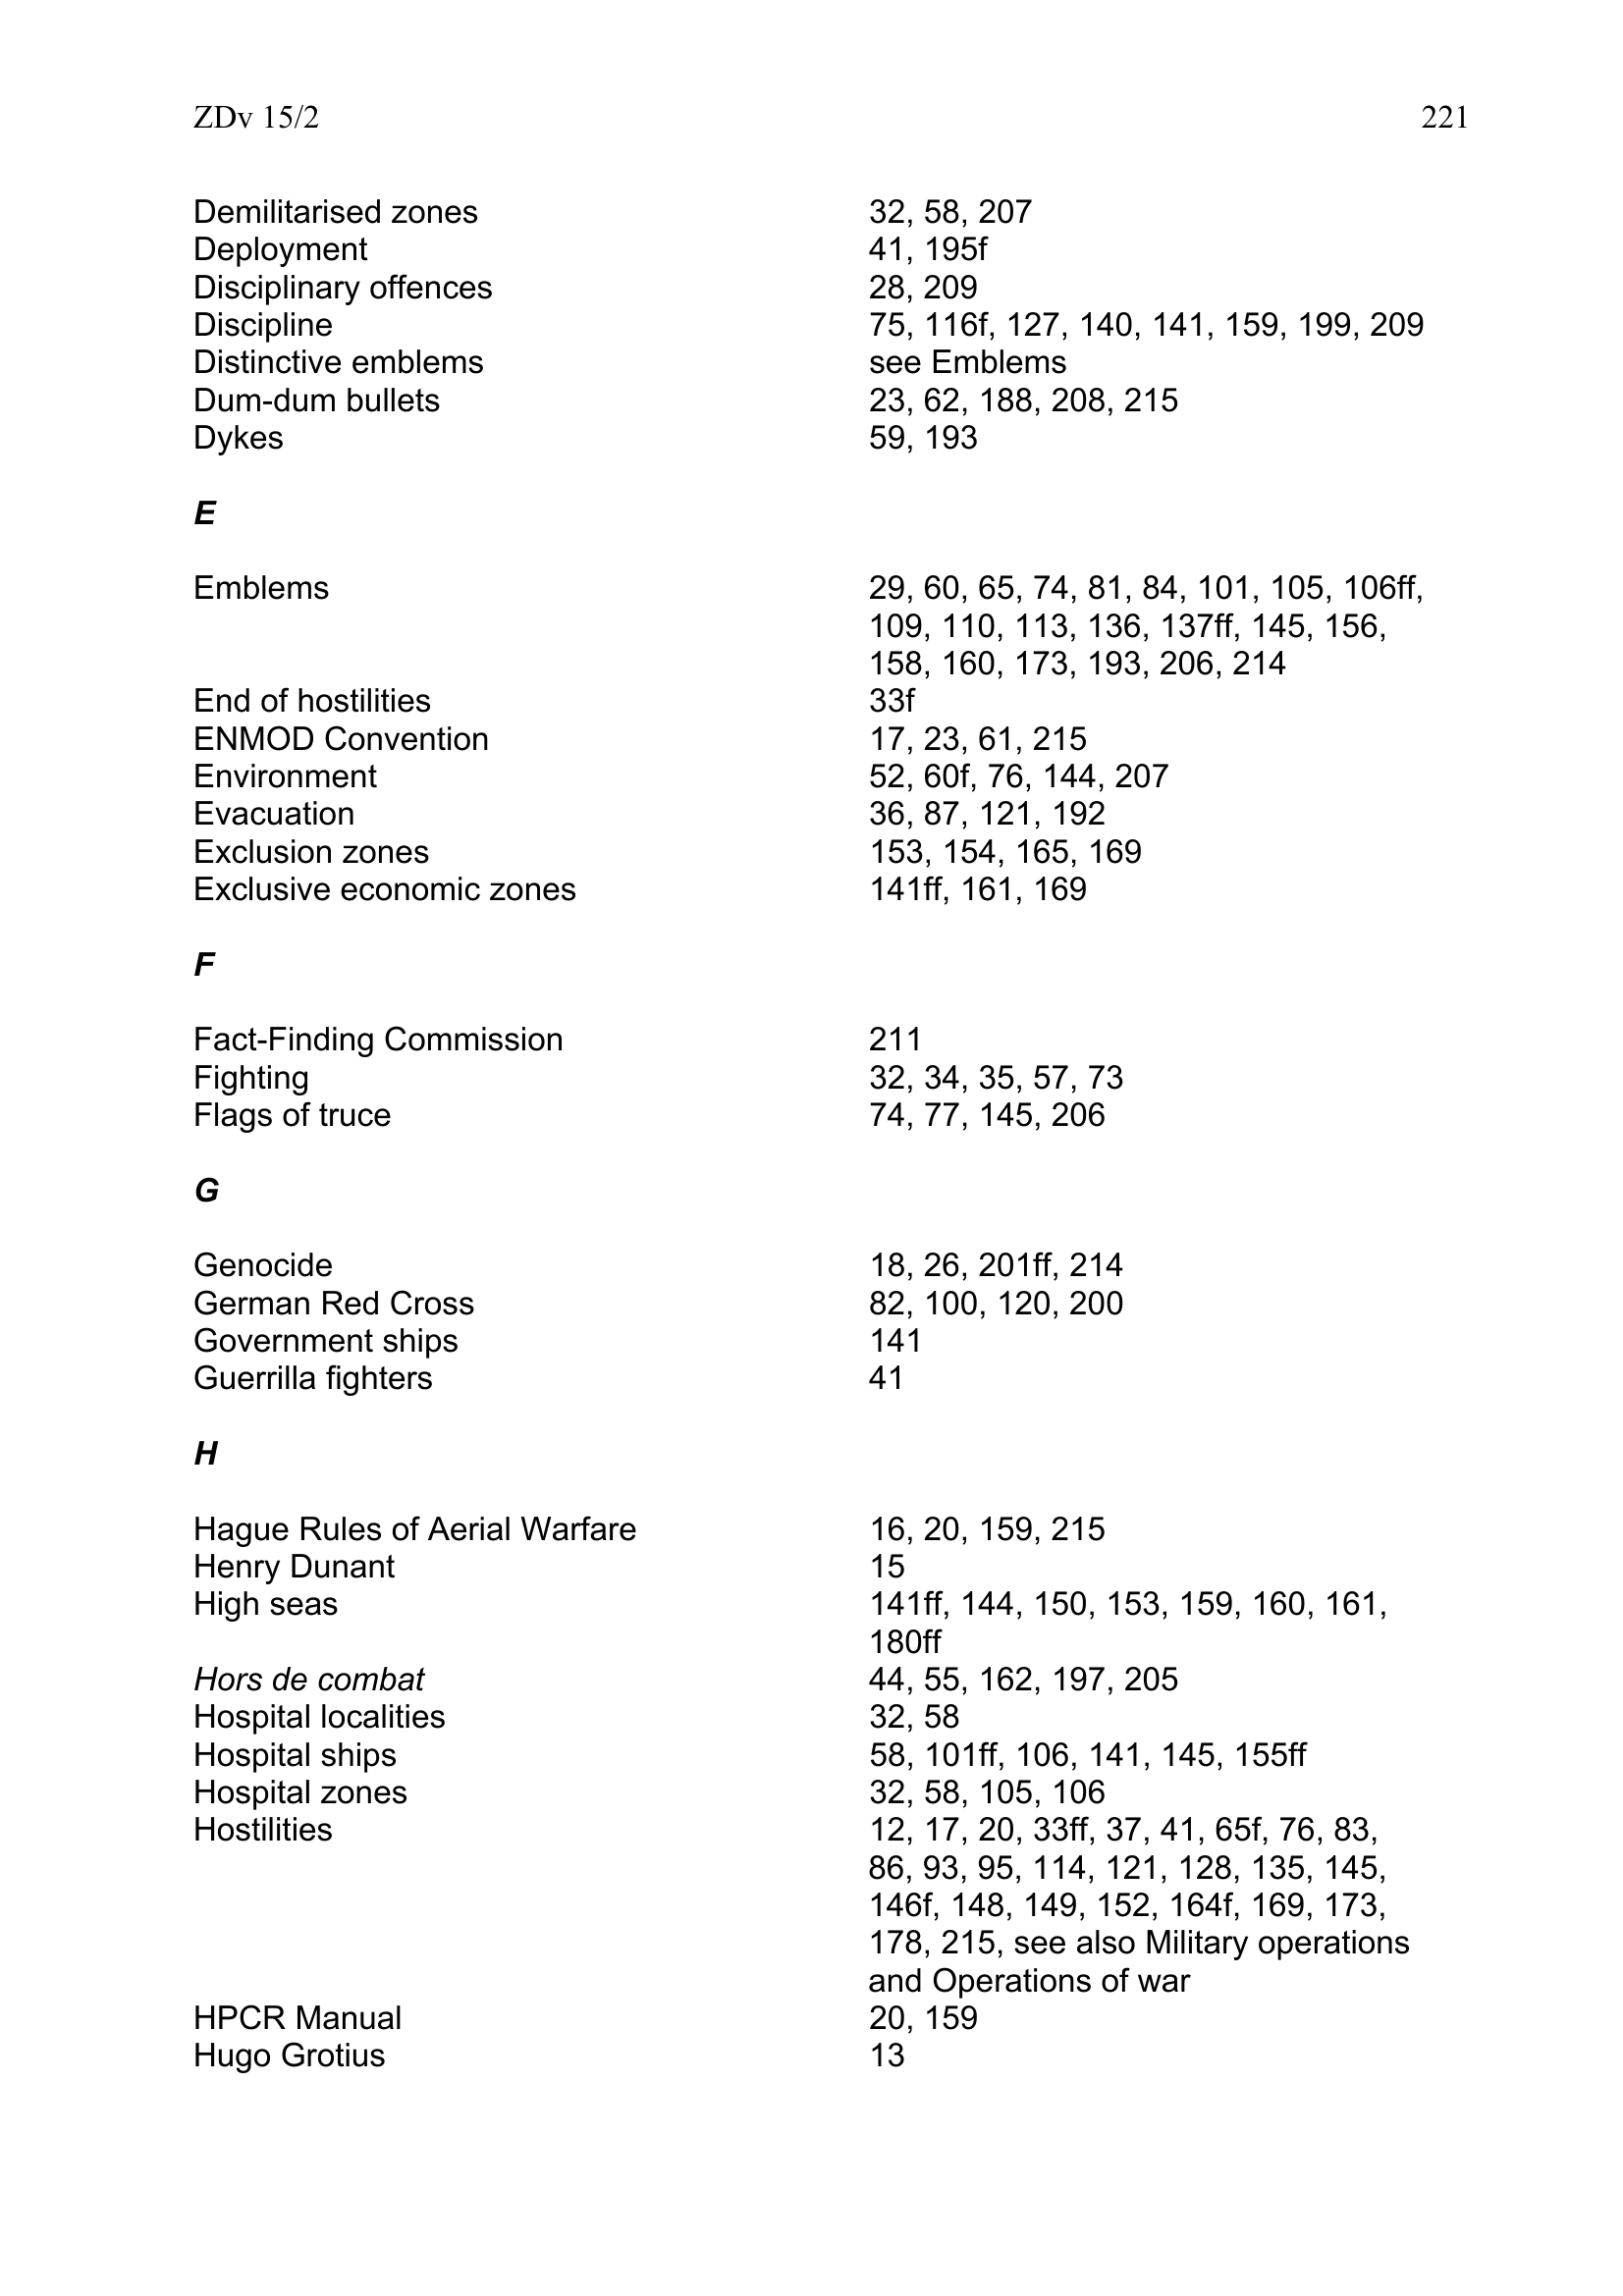 ZDv 15/2 221
Demilitarised zones 32, 58, 207
Deployment 41, 195f
Disciplinary offences 28, 209
Discipline 75, 116f, 127, 140, 141, 159, 199, 209
Distinctive emblems see Emblems
Dum-dum bullets 23, 62, 188, 208, 215
Dykes 59, 193
E
Emblems 29, 60, 65, 74, 81, 84, 101, 105, 106ff,
109, 110, 113, 136, 137ff, 145, 156,
158, 160, 173, 193, 206, 214
End of hostilities 33f
ENMOD Convention 17, 23, 61, 215
Environment 52, 60f, 76, 144, 207
Evacuation 36, 87, 121, 192
Exclusion zones 153, 154, 165, 169
Exclusive economic zones 141ff, 161, 169
F
Fact-Finding Commission 211
Fighting 32, 34, 35, 57, 73
Flags of truce 74, 77, 145, 206
G
Genocide 18, 26, 201ff, 214
German Red Cross 82, 100, 120, 200
Government ships 141
Guerrilla fighters 41
H
Hague Rules of Aerial Warfare 16, 20, 159, 215
Henry Dunant 15
High seas 141ff, 144, 150, 153, 159, 160, 161,
180ff
Hors de combat 44, 55, 162, 197, 205
Hospital localities 32, 58
Hospital ships 58, 101ff, 106, 141, 145, 155ff
Hospital zones 32, 58, 105, 106
Hostilities 12, 17, 20, 33ff, 37, 41, 65f, 76, 83,
86, 93, 95, 114, 121, 128, 135, 145,
146f, 148, 149, 152, 164f, 169, 173,
178, 215, see also Military operations
and Operations of war
HPCR Manual 20, 159
Hugo Grotius 13